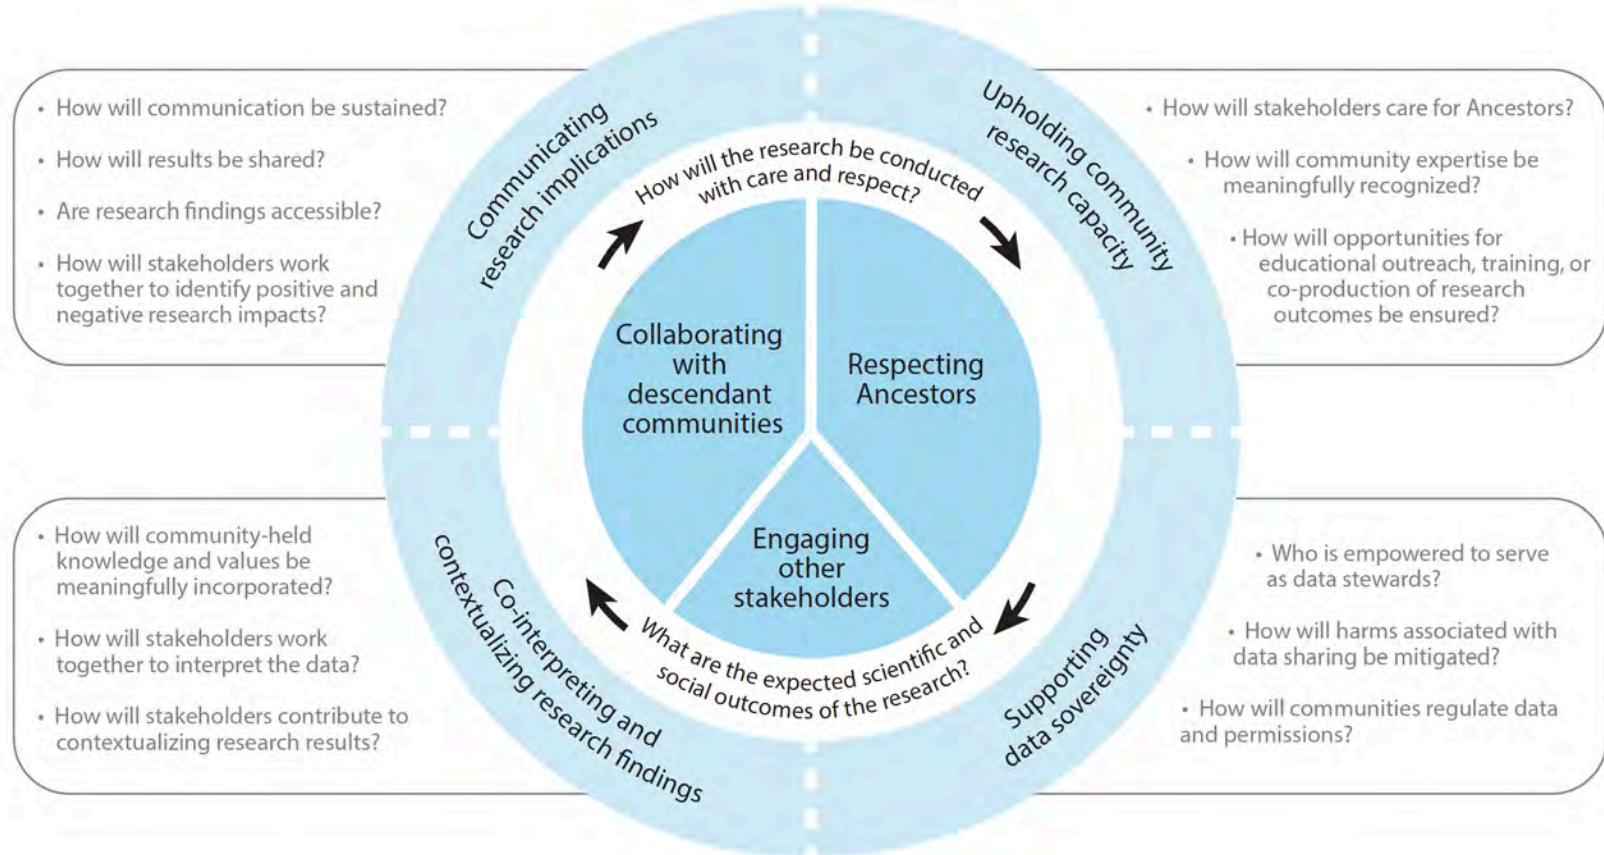 • How will communication be sustained?
• How will results be shared?
• Are research findings accessible?
• How will stakeholders work
together to identify positive and
negative research impacts?
Communicating
research implications
Upholding community
research capacity
• How will stakeholders care for Ancestors?
• How will community expertise be
meaningfully recognized?
• How will opportunities for
educational outreach, training, or
co-production of research
outcomes be ensured?
How will the research be conducted
with care and respect?
Collaborating
with
descendant
communities
Respecting
Ancestors
Engaging
other
stakeholders
What are the expected scientific and
social outcomes of the research?
• How will community-held
knowledge and values be
meaningfully incorporated?
• How will stakeholders work
together to interpret the data?
• How will stakeholders contribute to
contextualizing research results?
Co-interpreting and
contextualizing research findings
Supporting
data sovereignty
• Who is empowered to serve
as data stewards?
• How will harms associated with
data sharing be mitigated?
• How will communities regulate data
and permissions?